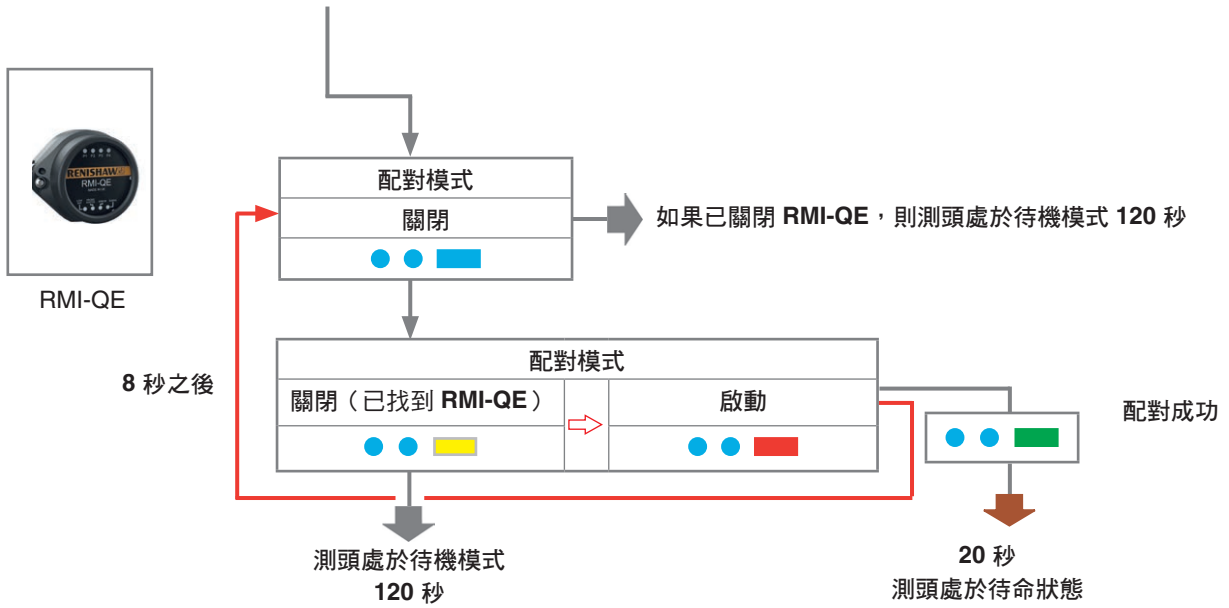 RENISHAW
RMI-QE
RMI-QE
配對模式
關閉
如果已關閉 RMI-QE，則測頭處於待機模式 120 秒
8 秒之後
配對模式
關閉（已找到 RMI-QE）
啟動
配對成功
測頭處於待機模式
120 秒
20 秒
測頭處於待命狀態